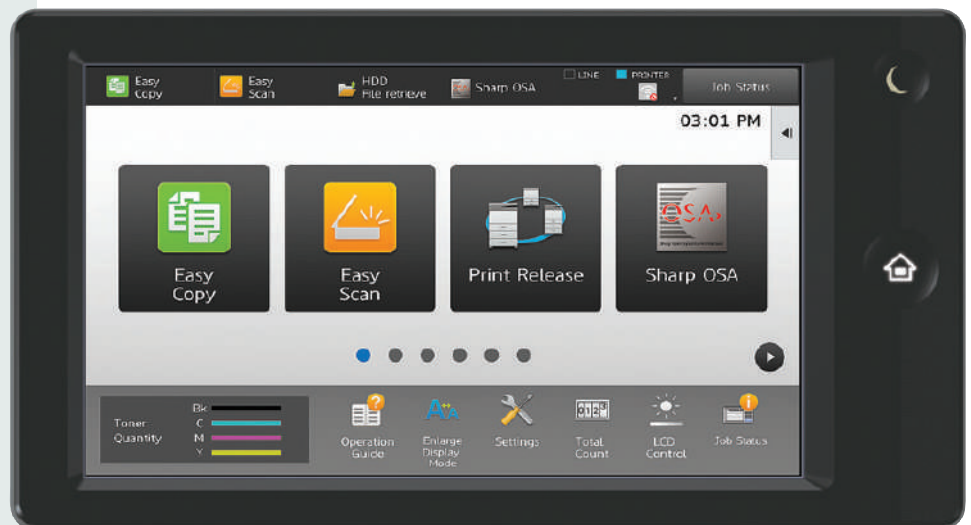 Easy
Copy
Easy
Scan
HDD
File retrieve
Sharp OSA
LINE
PRINTER
Job Status
03:01 PM
Easy
Copy
Easy
Scan
Print Release
OSA
Sharp OSA
Toner
Quantity
Bk
C
M
Y
Operation
Guide
Enlarge
Display
Mode
Settings
Total
Count
LCD
Control
Job Status